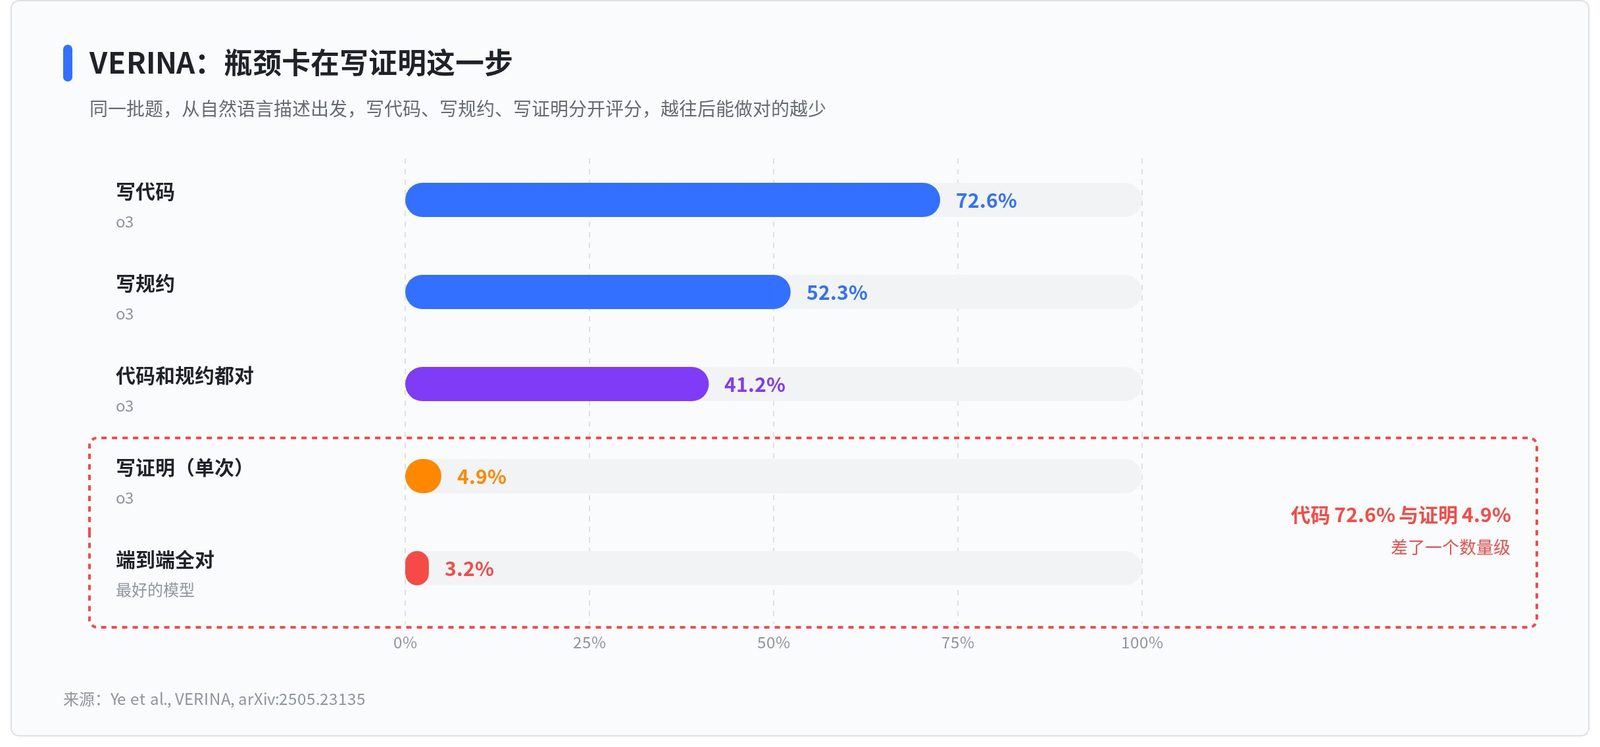 VERINA：瓶颈卡在写证明这一步
同一批题，从自然语言描述出发，写代码、写规约、写证明分开评分，越往后能做对的越少
写代码
o3
72.6%
写规约
o3
52.3%
代码和规约都对
o3
41.2%
写证明（单次）
o3
4.9%
代码 72.6% 与证明 4.9%
差了一个数量级
端到端全对
最好的模型
3.2%
0% 25% 50% 75% 100%
来源：Ye et al., VERINA, arXiv:2505.23135